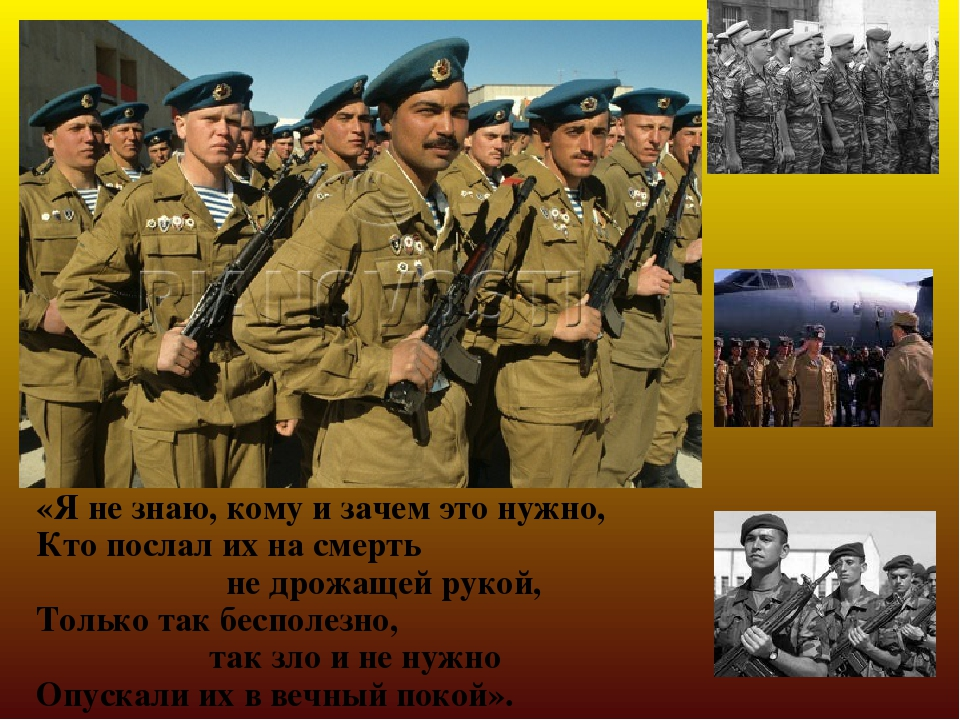 RIANOVOSTI
«Я не знаю, кому и зачем это нужно,
Кто послал их на смерть
не дрожащей рукой,
Только так бесполезно,
так зло и не нужно
Опускали их в вечный покой».